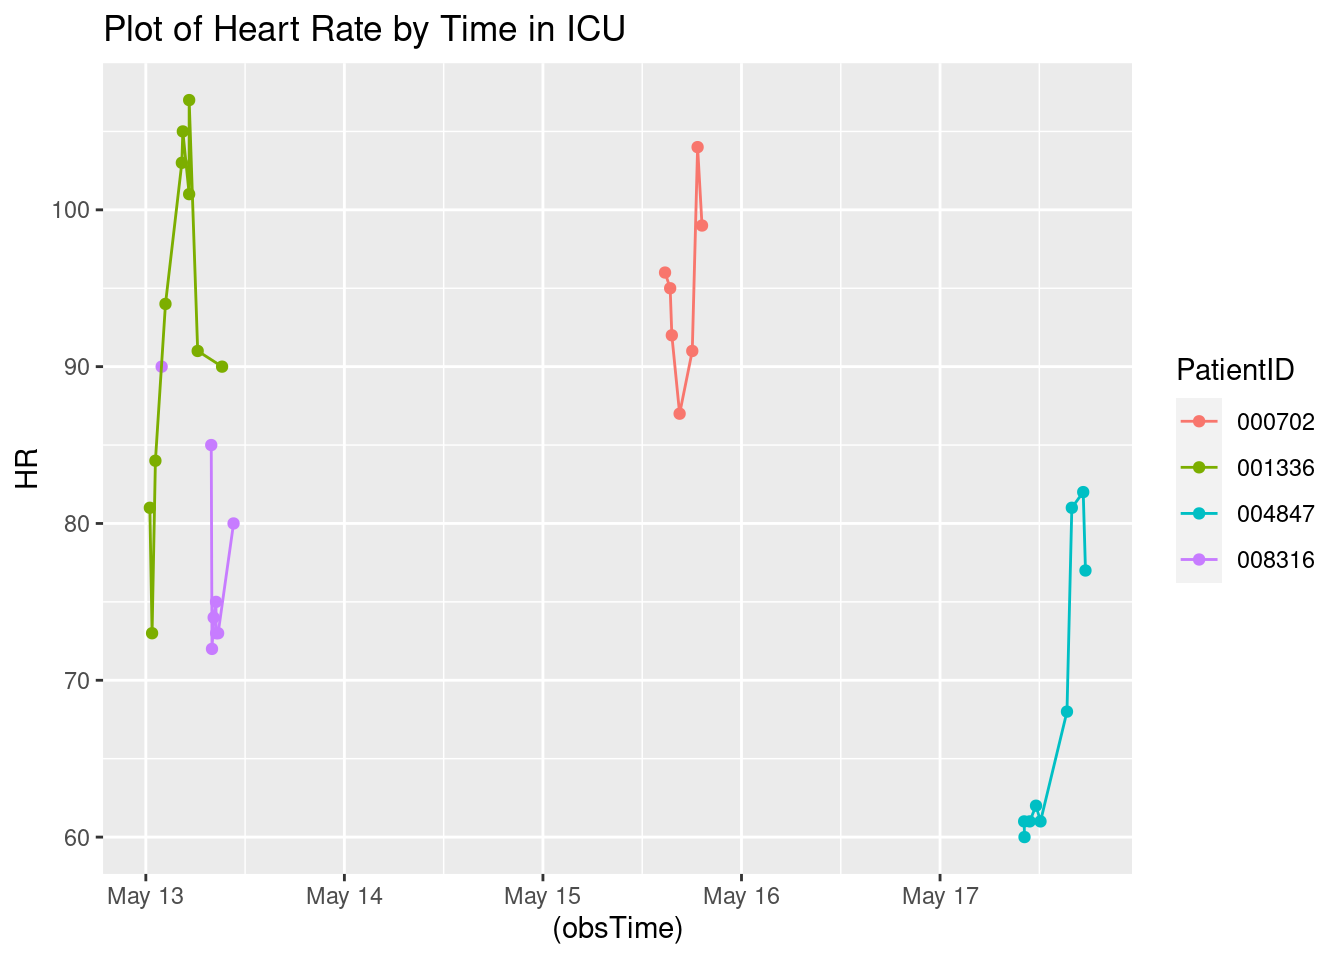 Plot of Heart Rate by Time in ICU
HR
100
90
80
70
60
May 13
May 14
May 15
May 16
May 17
(obsTime)
PatientID
000702
001336
004847
008316